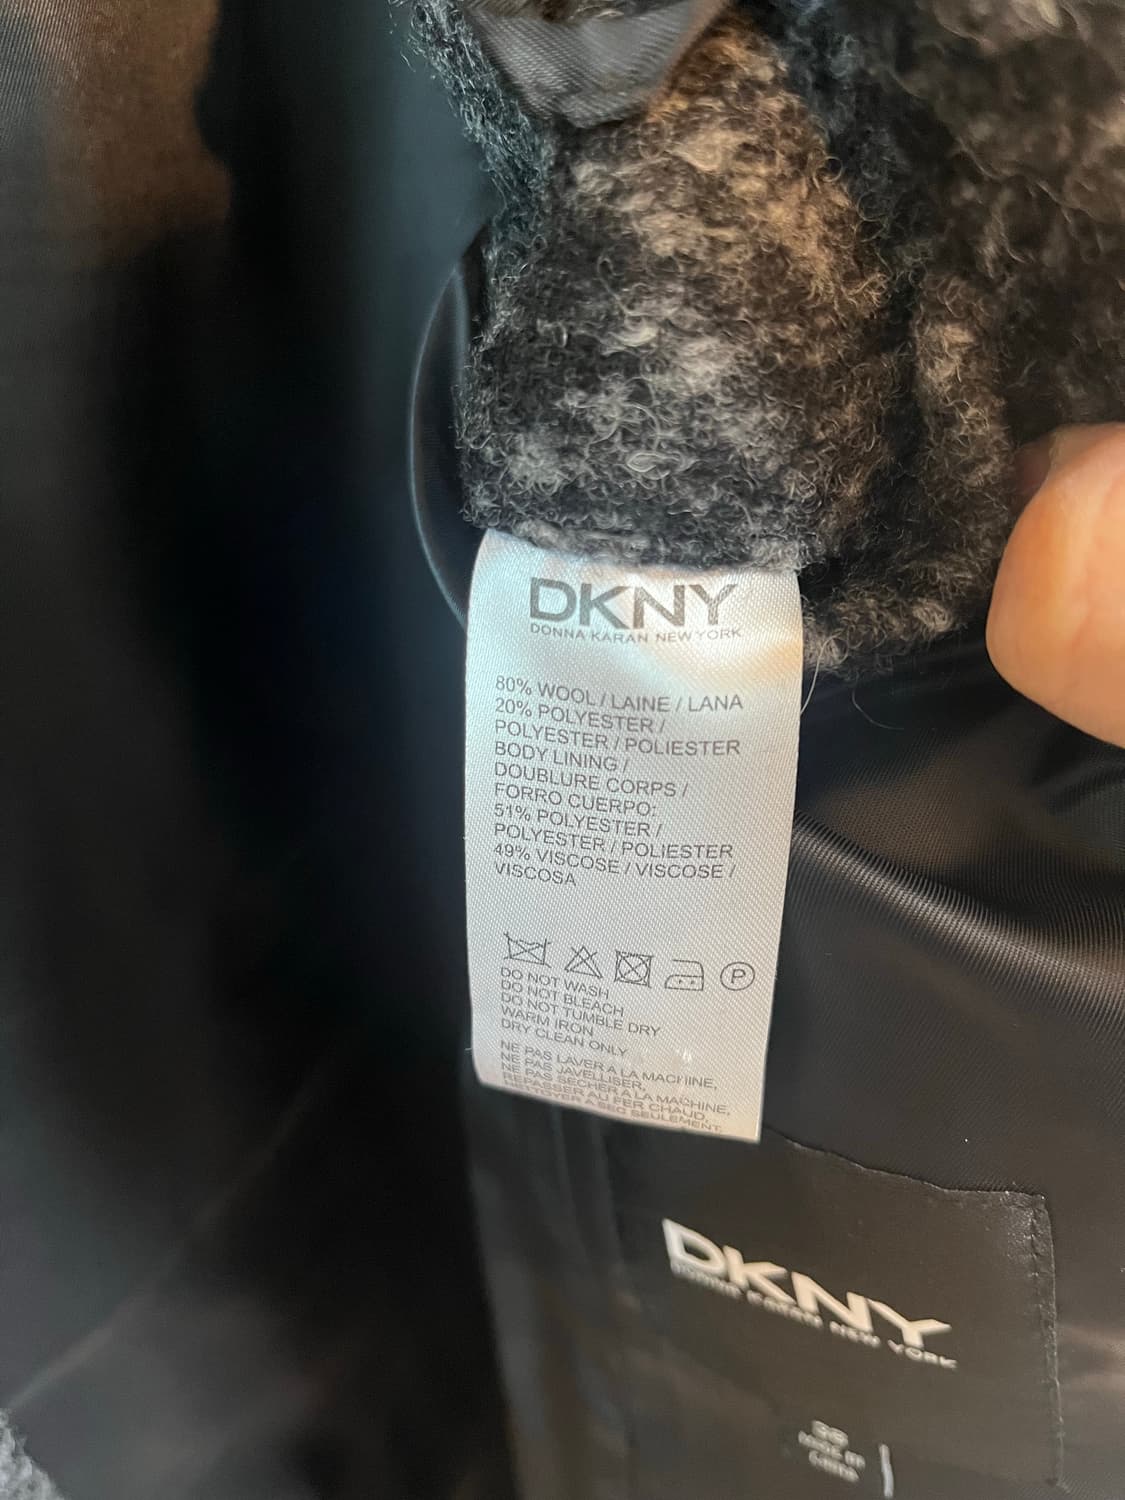 DKNY
DONNA KARAN NEW YORK
80% WOOL / LAINE / LANA
20% POLYESTER /
POLYESTER / POLIESTER
BODY LINING /
DOUBLURE CORPS /
FORRO CUERPO:
51% POLYESTER /
POLYESTER / POLIESTER
49% VISCOSE / VISCOSE /
VISCOSA
P
DO NOT WASH
DO NOT BLEACH
DO NOT TUMBLE DRY
WARM IRON
DRY CLEAN ONLY
NE PAS LAVER A LA MACHINE,
NE PAS JAVELLISER,
NE PAS SECHER A LA MACHINE,
REPASSER AU FER CHAUD,
NETTOYER A SEC SEULEMENT.
DKNY
DONNA KARAN NEW YORK
MADE IN
CHINA